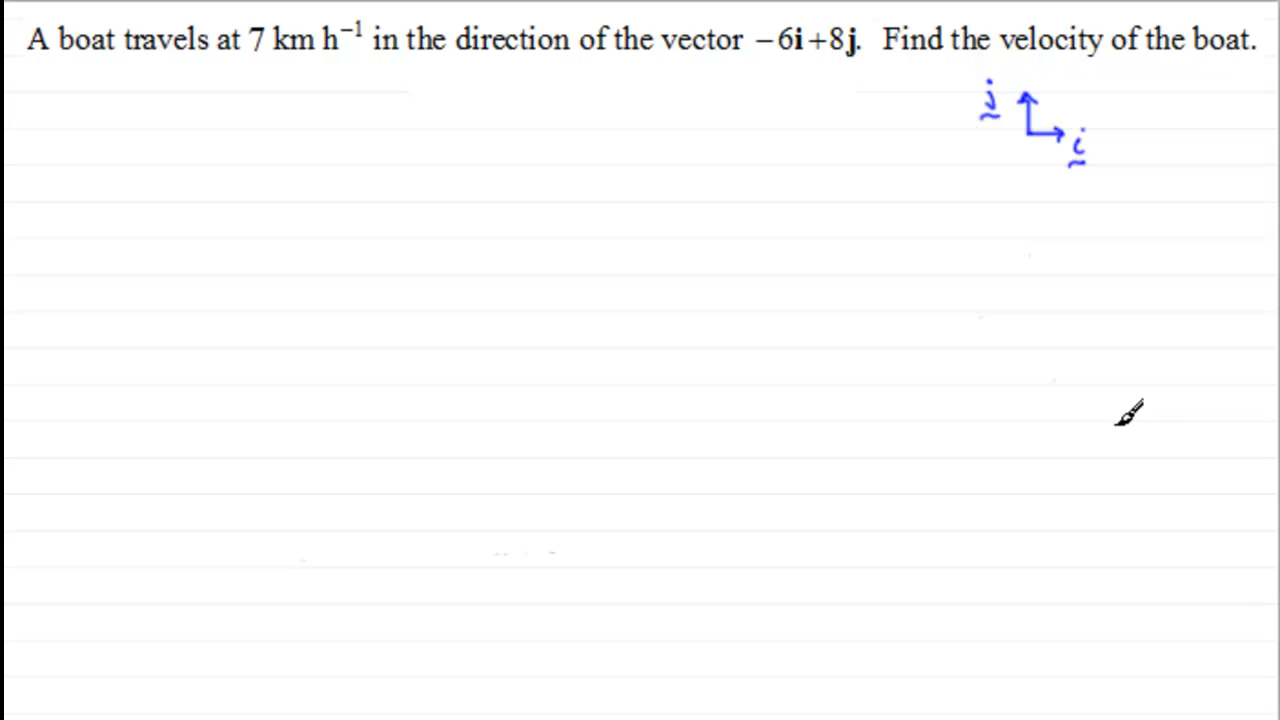 A boat travels at 7 km h⁻¹ in the direction of the vector −6i+8j. Find the velocity of the boat.
j
i